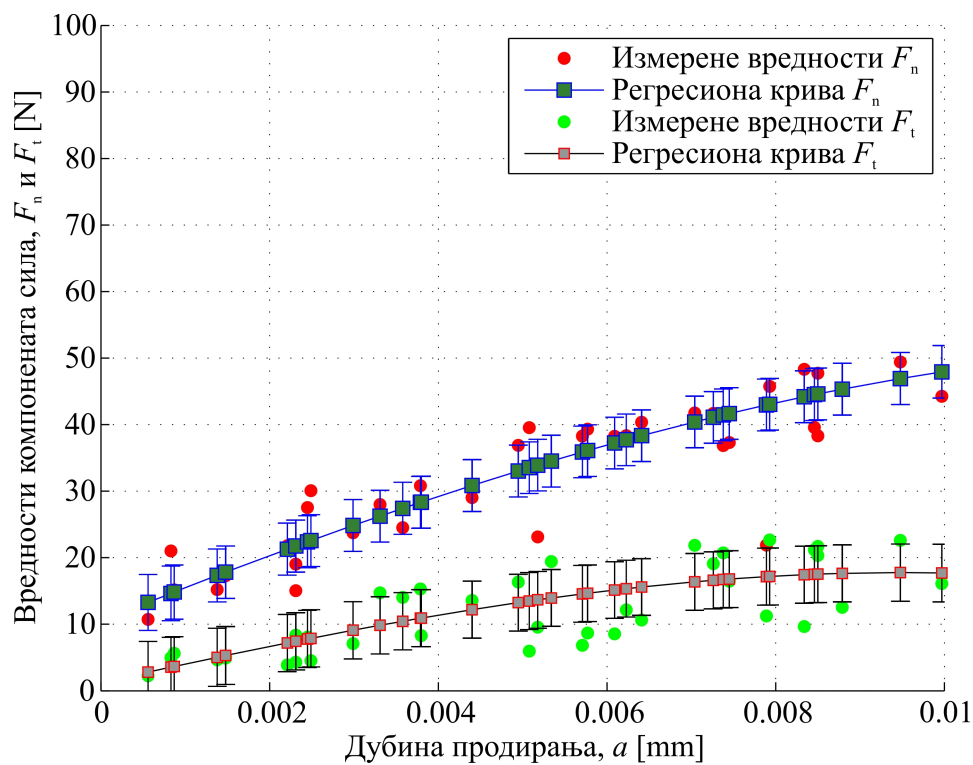 Вредности компонената сила, Fn и Ft [N]
100
90
80
70
60
50
40
30
20
10
0
Измерене вредности Fn
Регресиона крива Fn
Измерене вредности Ft
Регресиона крива Ft
0 0.002 0.004 0.006 0.008 0.01
Дубина продирања, a [mm]